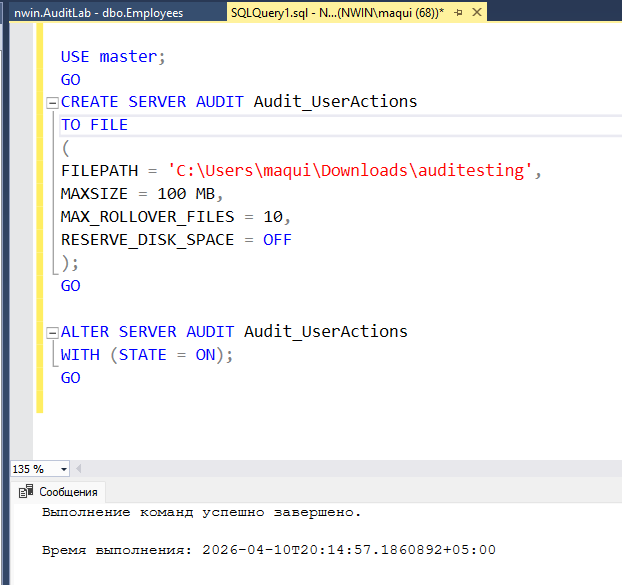 nwin.AuditLab - dbo.Employees
SQLQuery1.sql - N...(NWIN\maqui (68))*
USE master;
GO
CREATE SERVER AUDIT Audit_UserActions
TO FILE
(
FILEPATH = 'C:\Users\maqui\Downloads\auditesting',
MAXSIZE = 100 MB,
MAX_ROLLOVER_FILES = 10,
RESERVE_DISK_SPACE = OFF
);
GO
ALTER SERVER AUDIT Audit_UserActions
WITH (STATE = ON);
GO
135 %
Сообщения
Выполнение команд успешно завершено.
Время выполнения: 2026-04-10T20:14:57.1860892+05:00